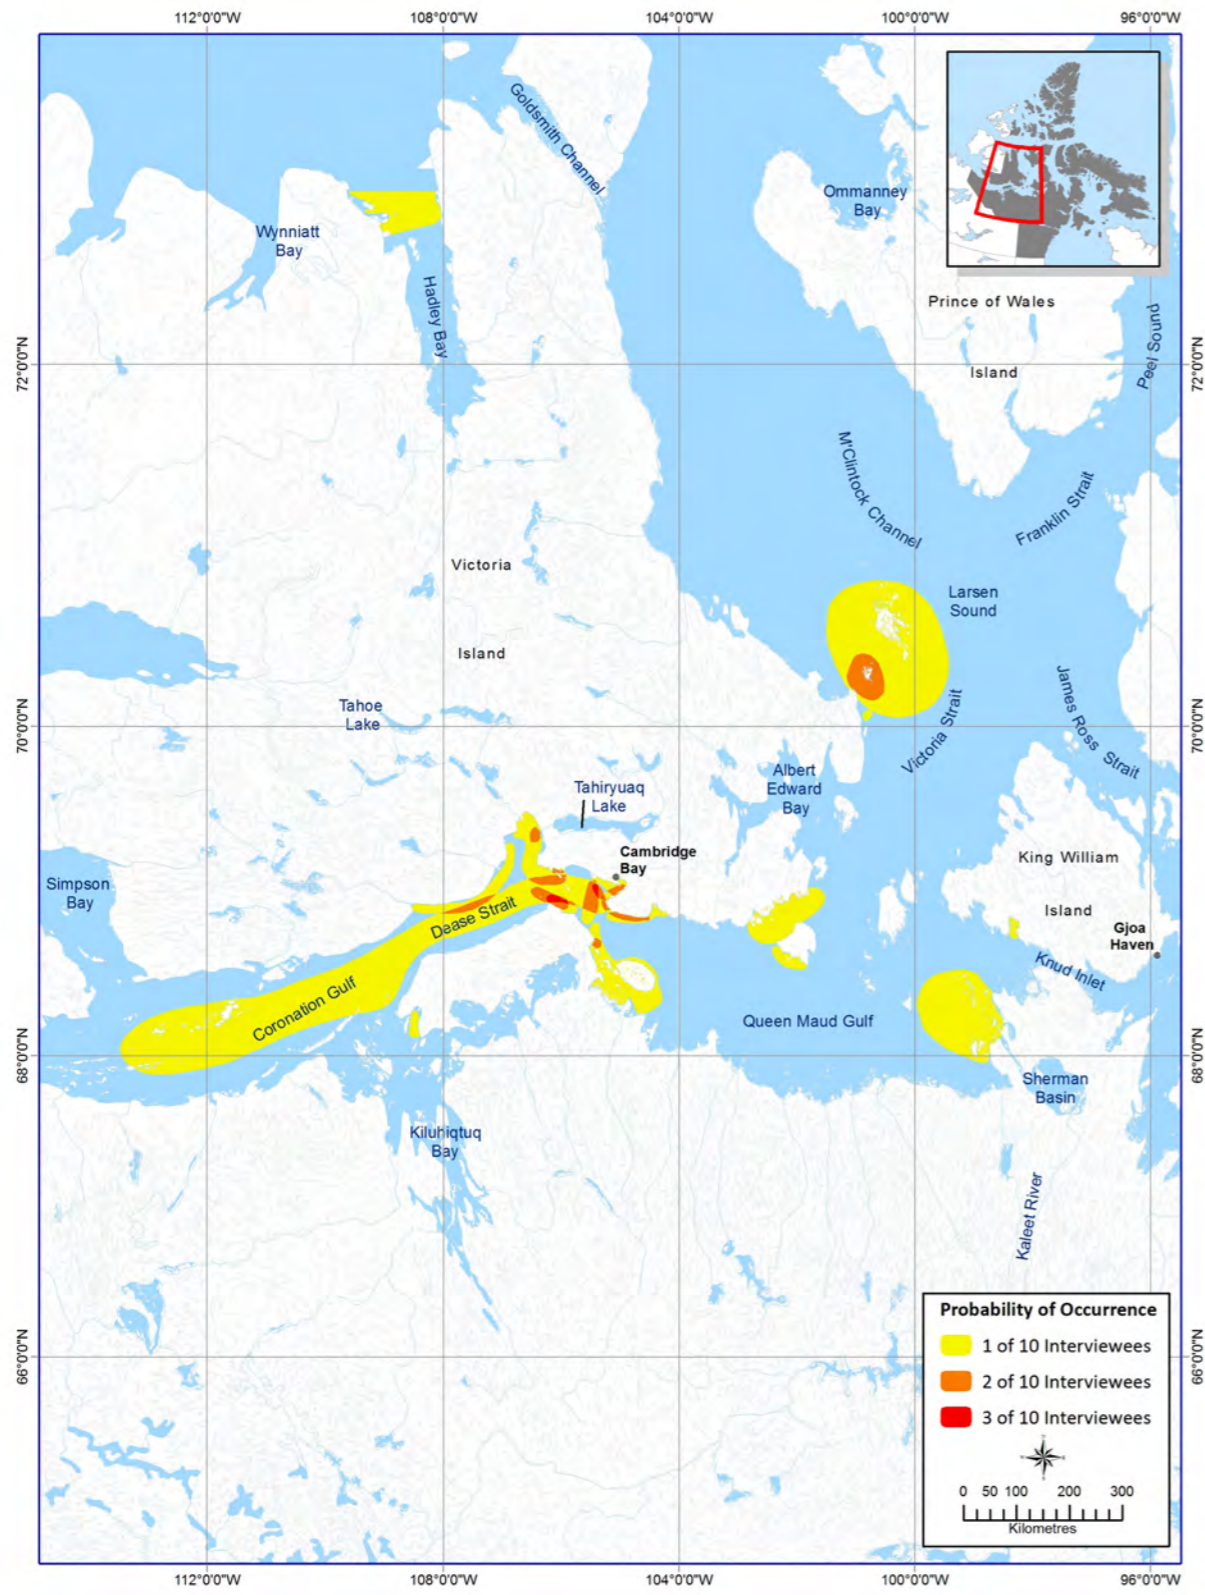 112°0'0"W
108°0'0"W
104°0'0"W
100°0'0"W
96°0'0"W
Goldsmith Channel
Ommanney
Bay
Wynniatt
Bay
Hadley Bay
Prince of Wales
Island
Peel Sound
72°0'0"N
72°0'0"N
M'Clintock Channel
Franklin Strait
Victoria
Island
Larsen
Sound
Tahoe
Lake
James Ross Strait
Victoria Strait
70°0'0"N
70°0'0"N
Albert
Edward
Bay
Tahiryuaq
Lake
Cambridge
Bay
King William
Island
Simpson
Bay
Dease Strait
Gjoa
Haven
Knud Inlet
Coronation Gulf
Queen Maud Gulf
68°0'0"N
68°0'0"N
Sherman
Basin
Kiluhiqtuq
Bay
Kaleet River
66°0'0"N
66°0'0"N
Probability of Occurrence
1 of 10 Interviewees
2 of 10 Interviewees
3 of 10 Interviewees
0 50 100 200 300
Kilometres
112°0'0"W
108°0'0"W
104°0'0"W
100°0'0"W
96°0'0"W